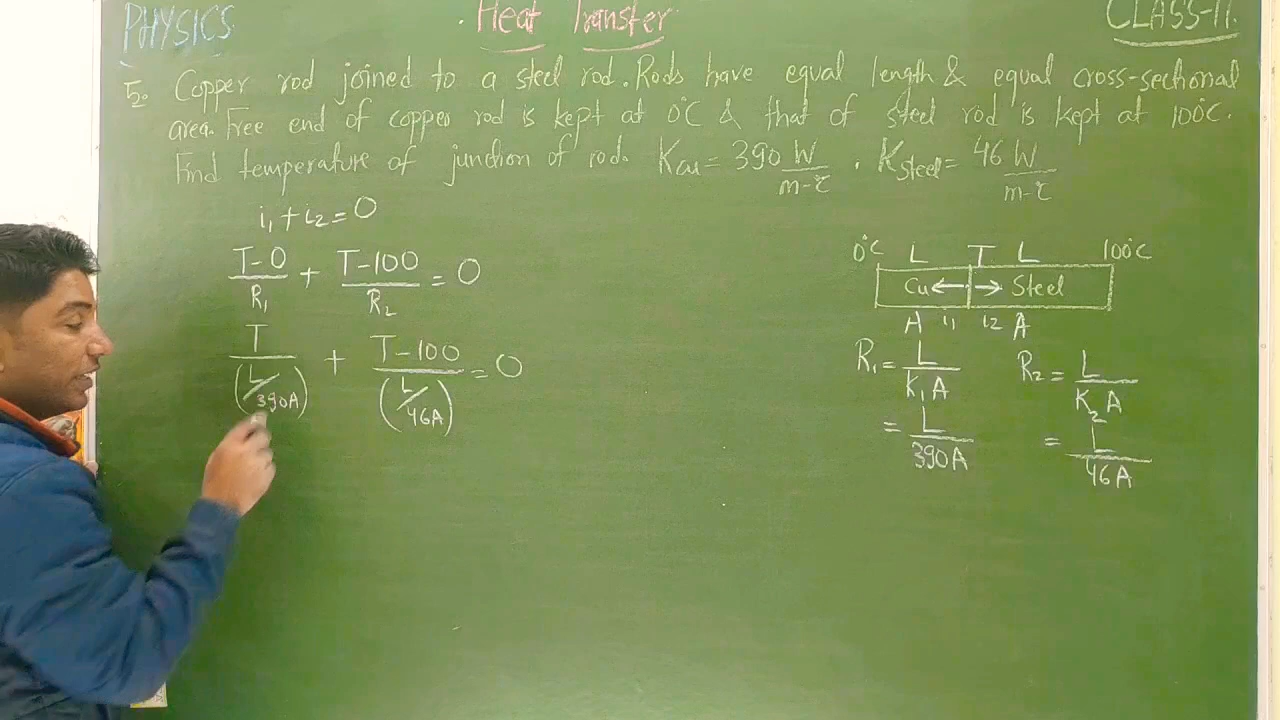 PHYSICS
Heat Transfer
CLASS-11.
5. Copper rod joined to a steel rod. Rods have equal length & equal cross-sectional
area. Free end of copper rod is kept at 0°C & that of steel rod is kept at 100°C.
Find temperature of junction of rod. Kcu = 390 W/m-°C . Ksteel = 46 W/m-°C
i₁ + i₂ = 0
(T-0)/R₁ + (T-100)/R₂ = 0
T/(L/390A) + (T-100)/(L/46A) = 0
0°C L T L 100°C
Cu ← → Steel
A i₁ i₂ A
R₁ = L/K₁A
= L/390A
R₂ = L/K₂A
= L/46A